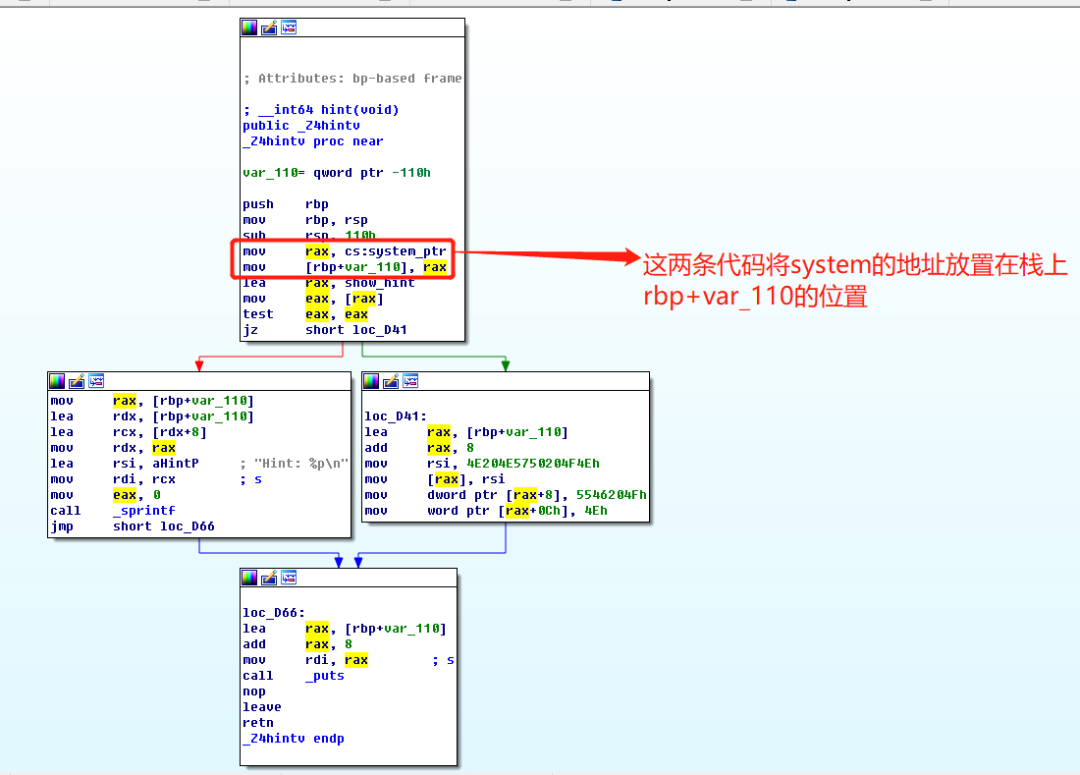 ; Attributes: bp-based frame
; __int64 hint(void)
public _Z4hintv
_Z4hintv proc near
var_110= qword ptr -110h
push rbp
mov rbp, rsp
sub rsp, 110h
mov rax, cs:system_ptr
mov [rbp+var_110], rax
lea rax, show_hint
mov eax, [rax]
test eax, eax
jz short loc_D41
这两条代码将system的地址放置在栈上
rbp+var_110的位置
mov rax, [rbp+var_110]
lea rdx, [rbp+var_110]
lea rcx, [rdx+8]
mov rdx, rax
lea rsi, aHintP ; "Hint: %p\n"
mov rdi, rcx ; s
mov eax, 0
call _sprintf
jmp short loc_D66
loc_D41:
lea rax, [rbp+var_110]
add rax, 8
mov rsi, 4E204E5750204F4Eh
mov [rax], rsi
mov dword ptr [rax+8], 5546204Fh
mov word ptr [rax+0Ch], 4Eh
loc_D66:
lea rax, [rbp+var_110]
add rax, 8
mov rdi, rax ; s
call _puts
nop
leave
retn
_Z4hintv endp